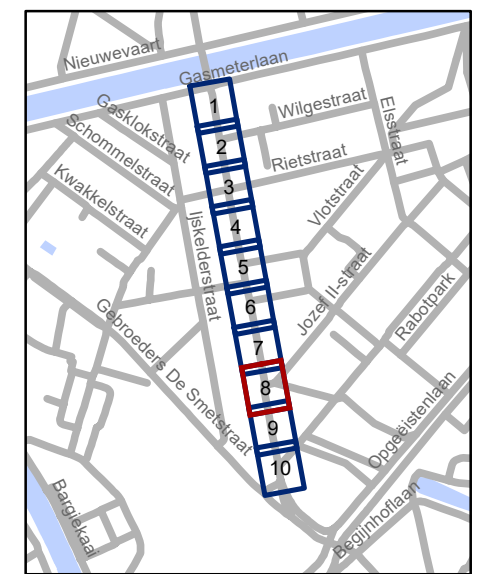 Nieuwevaart
Gasmeterlaan
1
Wilgestraat
Elsstraat
Gasklokstraat
Schommelstraat
2
Rietstraat
Kwakkelstraat
3
Vlotstraat
Ijskelderstraat
4
Jozef II-straat
5
Rabotpark
6
Gebroeders De Smetstraat
7
8
Opgeëistenlaan
9
10
Bargiekaai
Begijnhoflaan